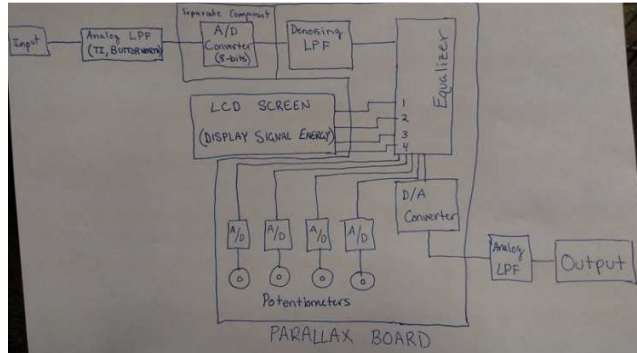 Separate Component
Input
Analog LPF
(TI, BUTTERWORTH)
A/D
Converter
(8-bits)
Denoising
LPF
Equalizer
LCD SCREEN
(DISPLAY SIGNAL ENERGY)
1
2
3
4
D/A
Converter
A/D
A/D
A/D
A/D
Potentiometers
Analog
LPF
Output
PARALLAX BOARD